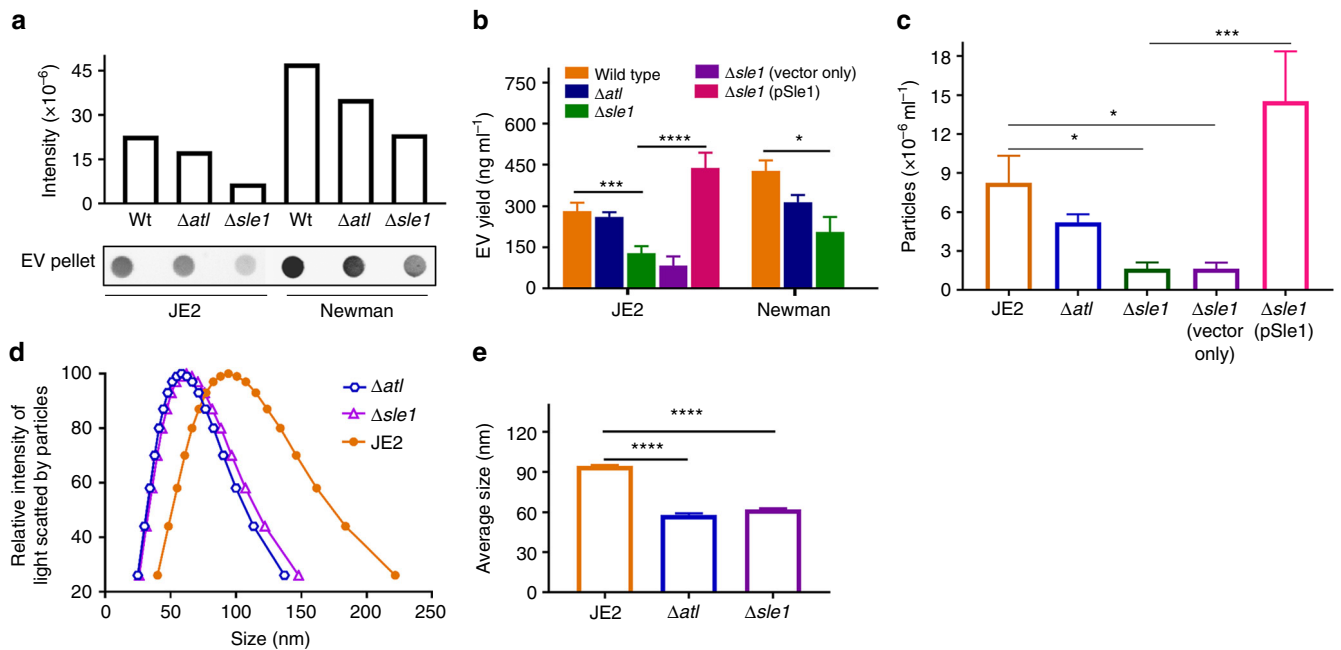 a
Intensity (×10⁻⁶)
45
30
15
0
Wt Δatl Δsle1 Wt Δatl Δsle1
EV pellet
JE2 Newman
b
EV yield (ng ml⁻¹)
750
600
450
300
150
0
Wild type
Δatl
Δsle1
Δsle1 (vector only)
Δsle1 (pSle1)
***
****
*
JE2 Newman
c
Particles (×10⁻⁶ ml⁻¹)
18
15
12
9
6
3
0
***
*
*
JE2 Δatl Δsle1 Δsle1 Δsle1
(vector (pSle1)
only)
d
Relative intensity of
light scatted by particles
100
80
60
40
20
0 50 100 150 200 250
Size (nm)
Δatl
Δsle1
JE2
e
Average size (nm)
120
90
60
30
0
****
****
JE2 Δatl Δsle1